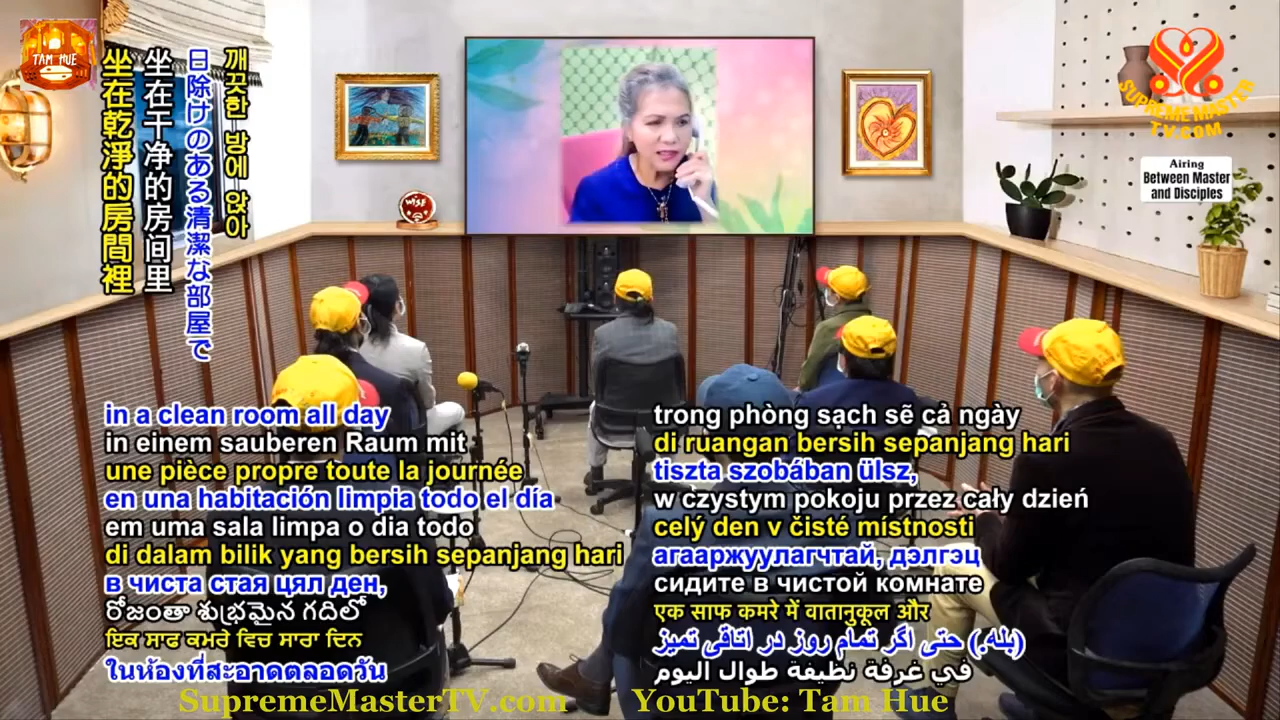 TAM HUE
깨끗한 방에 앉아
日除けのある清潔な部屋で
坐在干净的房间里
坐在乾淨的房間裡
WISE
SUPREME MASTER
TV.COM
Airing
Between Master
and Disciples
in a clean room all day
in einem sauberen Raum mit
une pièce propre toute la journée
en una habitación limpia todo el día
em uma sala limpa o dia todo
di dalam bilik yang bersih sepanjang hari
в чиста стая цял ден,
రోజంతా శుభ్రమైన గదిలో
ਇਕ ਸਾਫ ਕਮਰੇ ਵਿਚ ਸਾਰਾ ਦਿਨ
ในห้องที่สะอาดตลอดวัน
trong phòng sạch sẽ cả ngày
di ruangan bersih sepanjang hari
tiszta szobában ülsz,
w czystym pokoju przez cały dzień
celý den v čisté místnosti
агааржуулагчтай, дэлгэц
сидите в чистой комнате
एक साफ कमरे में वातानुकूल और
(بله.) حتی اگر تمام روز در اتاقی تمیز
في غرفة نظيفة طوال اليوم
SupremeMasterTV.com
YouTube: Tam Hue